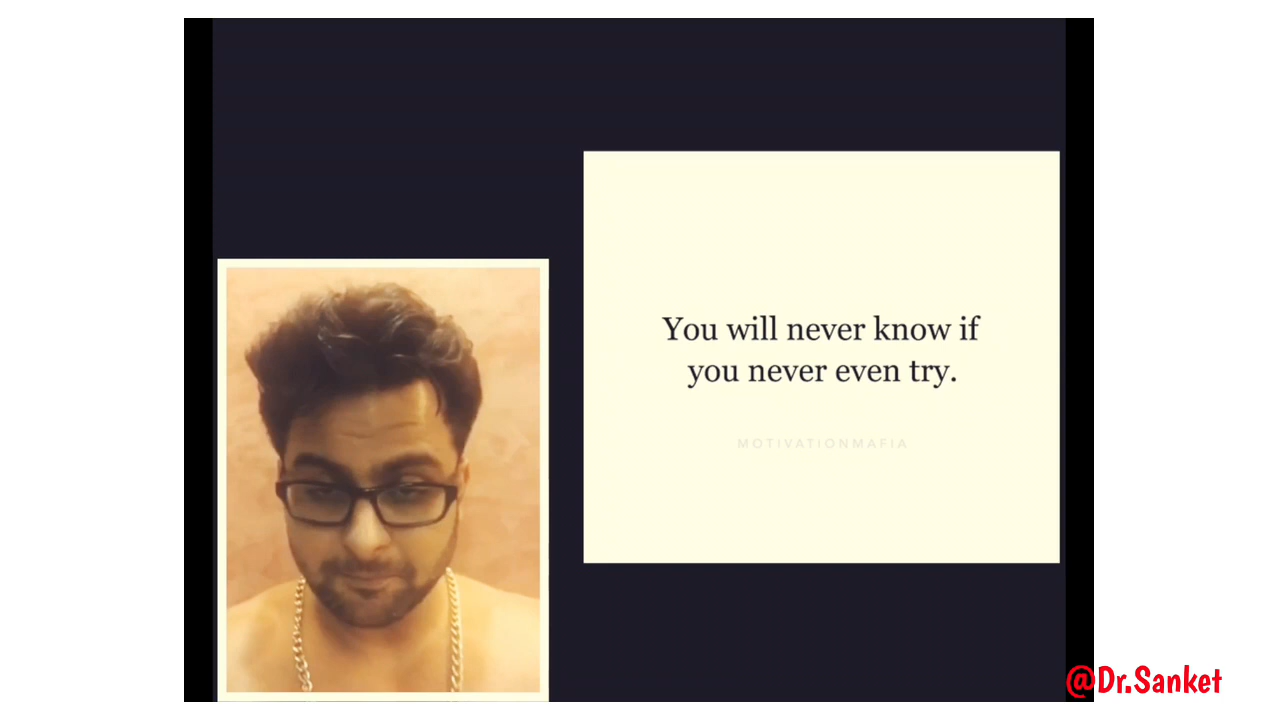 You will never know if
you never even try.
MOTIVATIONMAFIA
@Dr.Sanket